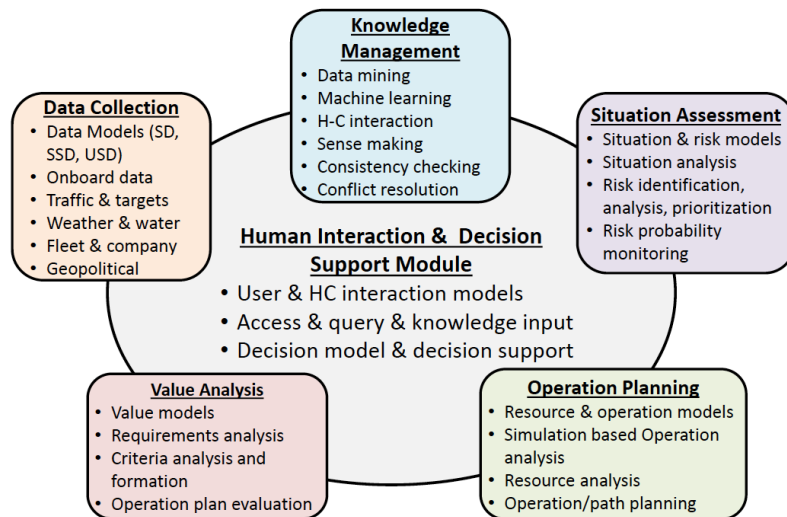 Knowledge
Management
• Data mining
• Machine learning
• H-C interaction
• Sense making
• Consistency checking
• Conflict resolution
Data Collection
• Data Models (SD,
SSD, USD)
• Onboard data
• Traffic & targets
• Weather & water
• Fleet & company
• Geopolitical
Situation Assessment
• Situation & risk models
• Situation analysis
• Risk identification,
analysis, prioritization
• Risk probability
monitoring
Human Interaction & Decision
Support Module
• User & HC interaction models
• Access & query & knowledge input
• Decision model & decision support
Value Analysis
• Value models
• Requirements analysis
• Criteria analysis and
formation
• Operation plan evaluation
Operation Planning
• Resource & operation models
• Simulation based Operation
analysis
• Resource analysis
• Operation/path planning